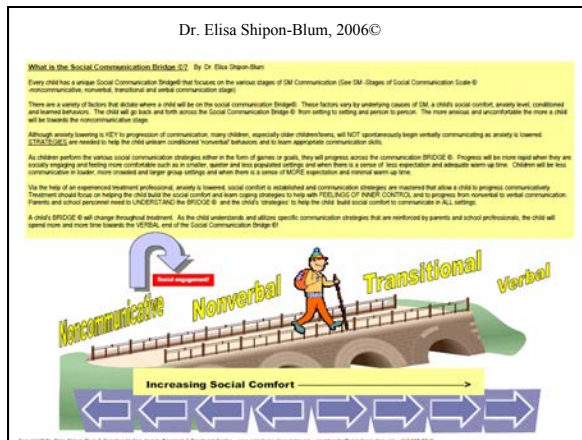 Dr. Elisa Shipon-Blum, 2006©
What is the Social Communication Bridge ©? By Dr. Elisa Shipon-Blum
Every child has a unique Social Communication Bridge® that focuses on the various stages of SM Communication (See SM -Stages of Social Communication Scale ©
-noncommunicative, nonverbal, transitional and verbal communication stage)
There are a variety of factors that dictate where a child will be on the social communication Bridge®. These factors vary by underlying causes of SM, a child's social comfort, anxiety level, conditioned
and learned behaviors. The child will go back and forth across the Social Communication Bridge © from setting to setting and person to person. The more anxious and uncomfortable the more a child
will be towards the noncommunicative stage.
Although anxiety lowering is KEY to progression of communication, many children, especially older children/teens, will NOT spontaneously begin verbally communicating as anxiety is lowered.
STRATEGIES are needed to help the child unlearn conditioned 'nonverbal' behaviors and to learn appropriate communication skills.
As children perform the various social communication strategies either in the form of games or goals, they will progress across the communication BRIDGE ©. Progress will be more rapid when they are
socially engaging and feeling more comfortable such as in smaller, quieter and less populated settings and when there is a sense of less expectation and adequate warm up time. Children will be less
communicative in louder, more crowded and larger group settings and when there is a sense of MORE expectation and minimal warm up time.
Via the help of an experienced treatment professional, anxiety is lowered, social comfort is established and communication strategies are mastered that allow a child to progress communicatively.
Treatment should focus on helping the child build social comfort and learn coping strategies to help with FEELINGS OF INNER CONTROL and to progress from nonverbal to verbal communication.
Parents and school personnel need to UNDERSTAND the BRIDGE © and the child's 'strategies' to help the child build social comfort to communicate in ALL settings.
A child's BRIDGE © will change throughout treatment. As the child understands and utilizes specific communication strategies that are reinforced by parents and school professionals, the child will
spend more and more time towards the VERBAL end of the Social Communication Bridge ©!
Social engagement!
Noncommunicative Nonverbal Transitional Verbal
Increasing Social Comfort